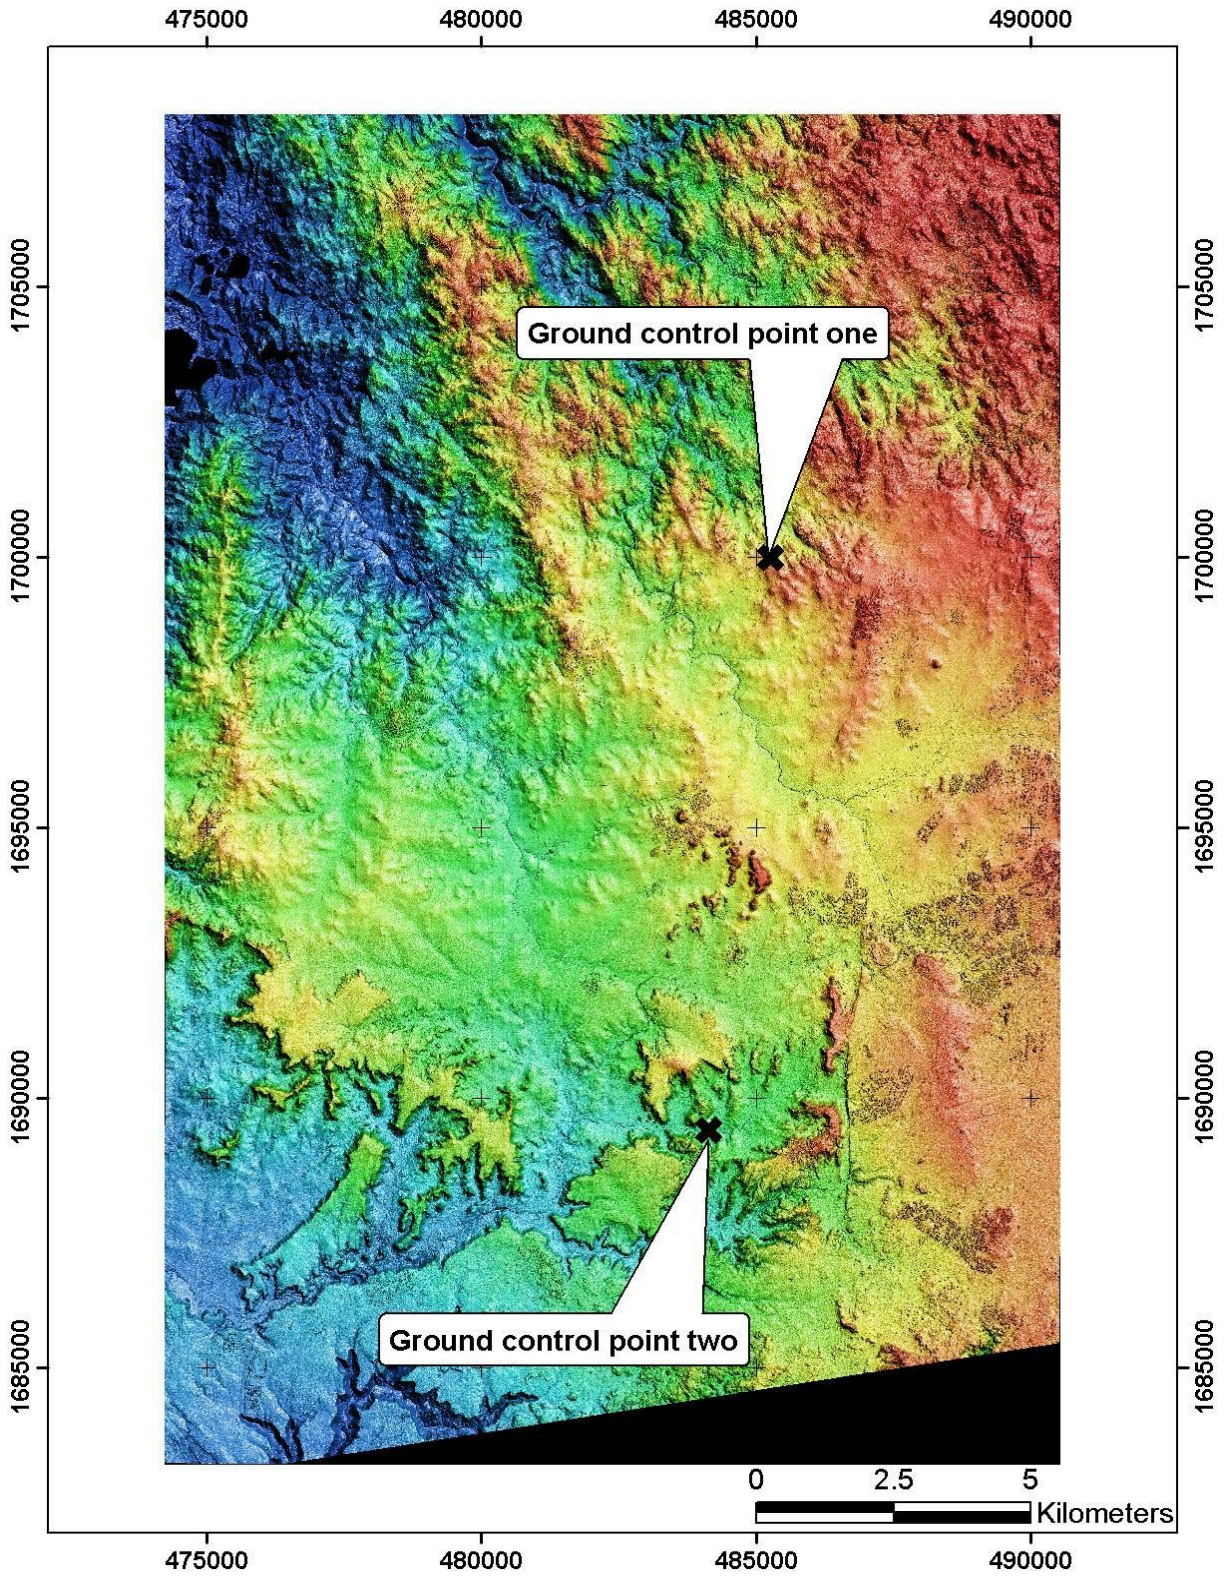 475000 480000 485000 490000
1705000 1705000
Ground control point one
1700000 1700000
1695000 1695000
1690000 1690000
Ground control point two
1685000 1685000
0 2.5 5
Kilometers
475000 480000 485000 490000